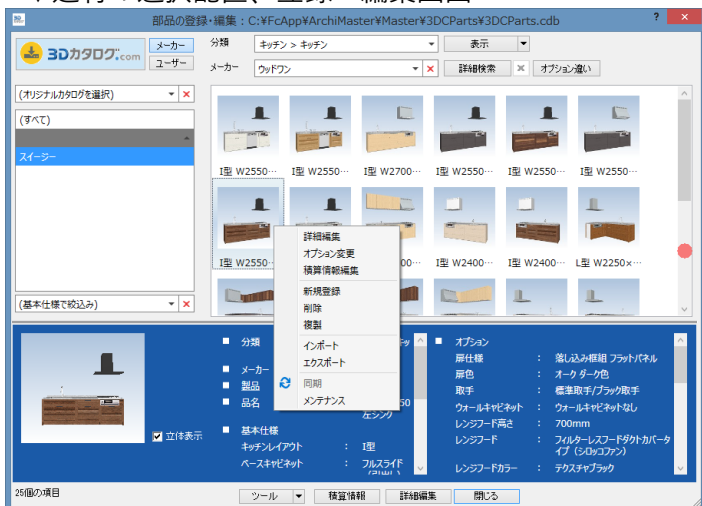 部品の登録・編集 : C:¥FcApp¥ArchiMaster¥Master¥3DCParts¥3DCParts.cdb
? ×
3Dカタログ.com
メーカー
ユーザー
分類 キッチン > キッチン
表示
メーカー ウッドワン
詳細検索
オプション違い
(オリジナルカタログを選択)
(すべて)
スイージー
(基本仕様で絞込み)
I型 W2550… I型 W2550… I型 W2700… I型 W2550… I型 W2550… I型 W2550…
I型 W2550… 00… I型 W2400… I型 W2400… L型 W2250×…
詳細編集
オプション変更
積算情報編集
新規登録
削除
複製
インポート
エクスポート
同期
メンテナンス
立体表示
■ 分類
■ メーカー
■ 製品
■ 品名
50
左シンク
■ 基本仕様
キッチンレイアウト : I型
ベースキャビネット : フルスライド
■ オプション
扉仕様 : 落し込み框組 フラットパネル
扉色 : オーク ダーク色
取手 : 標準取手/ブラック取手
ウォールキャビネット : ウォールキャビネットなし
レンジフード高さ : 700mm
レンジフード : フィルターレスフードダクトカバータイプ (シロッコファン)
レンジフードカラー : テクスチャブラック
25個の項目
ツール
積算情報
詳細編集
閉じる